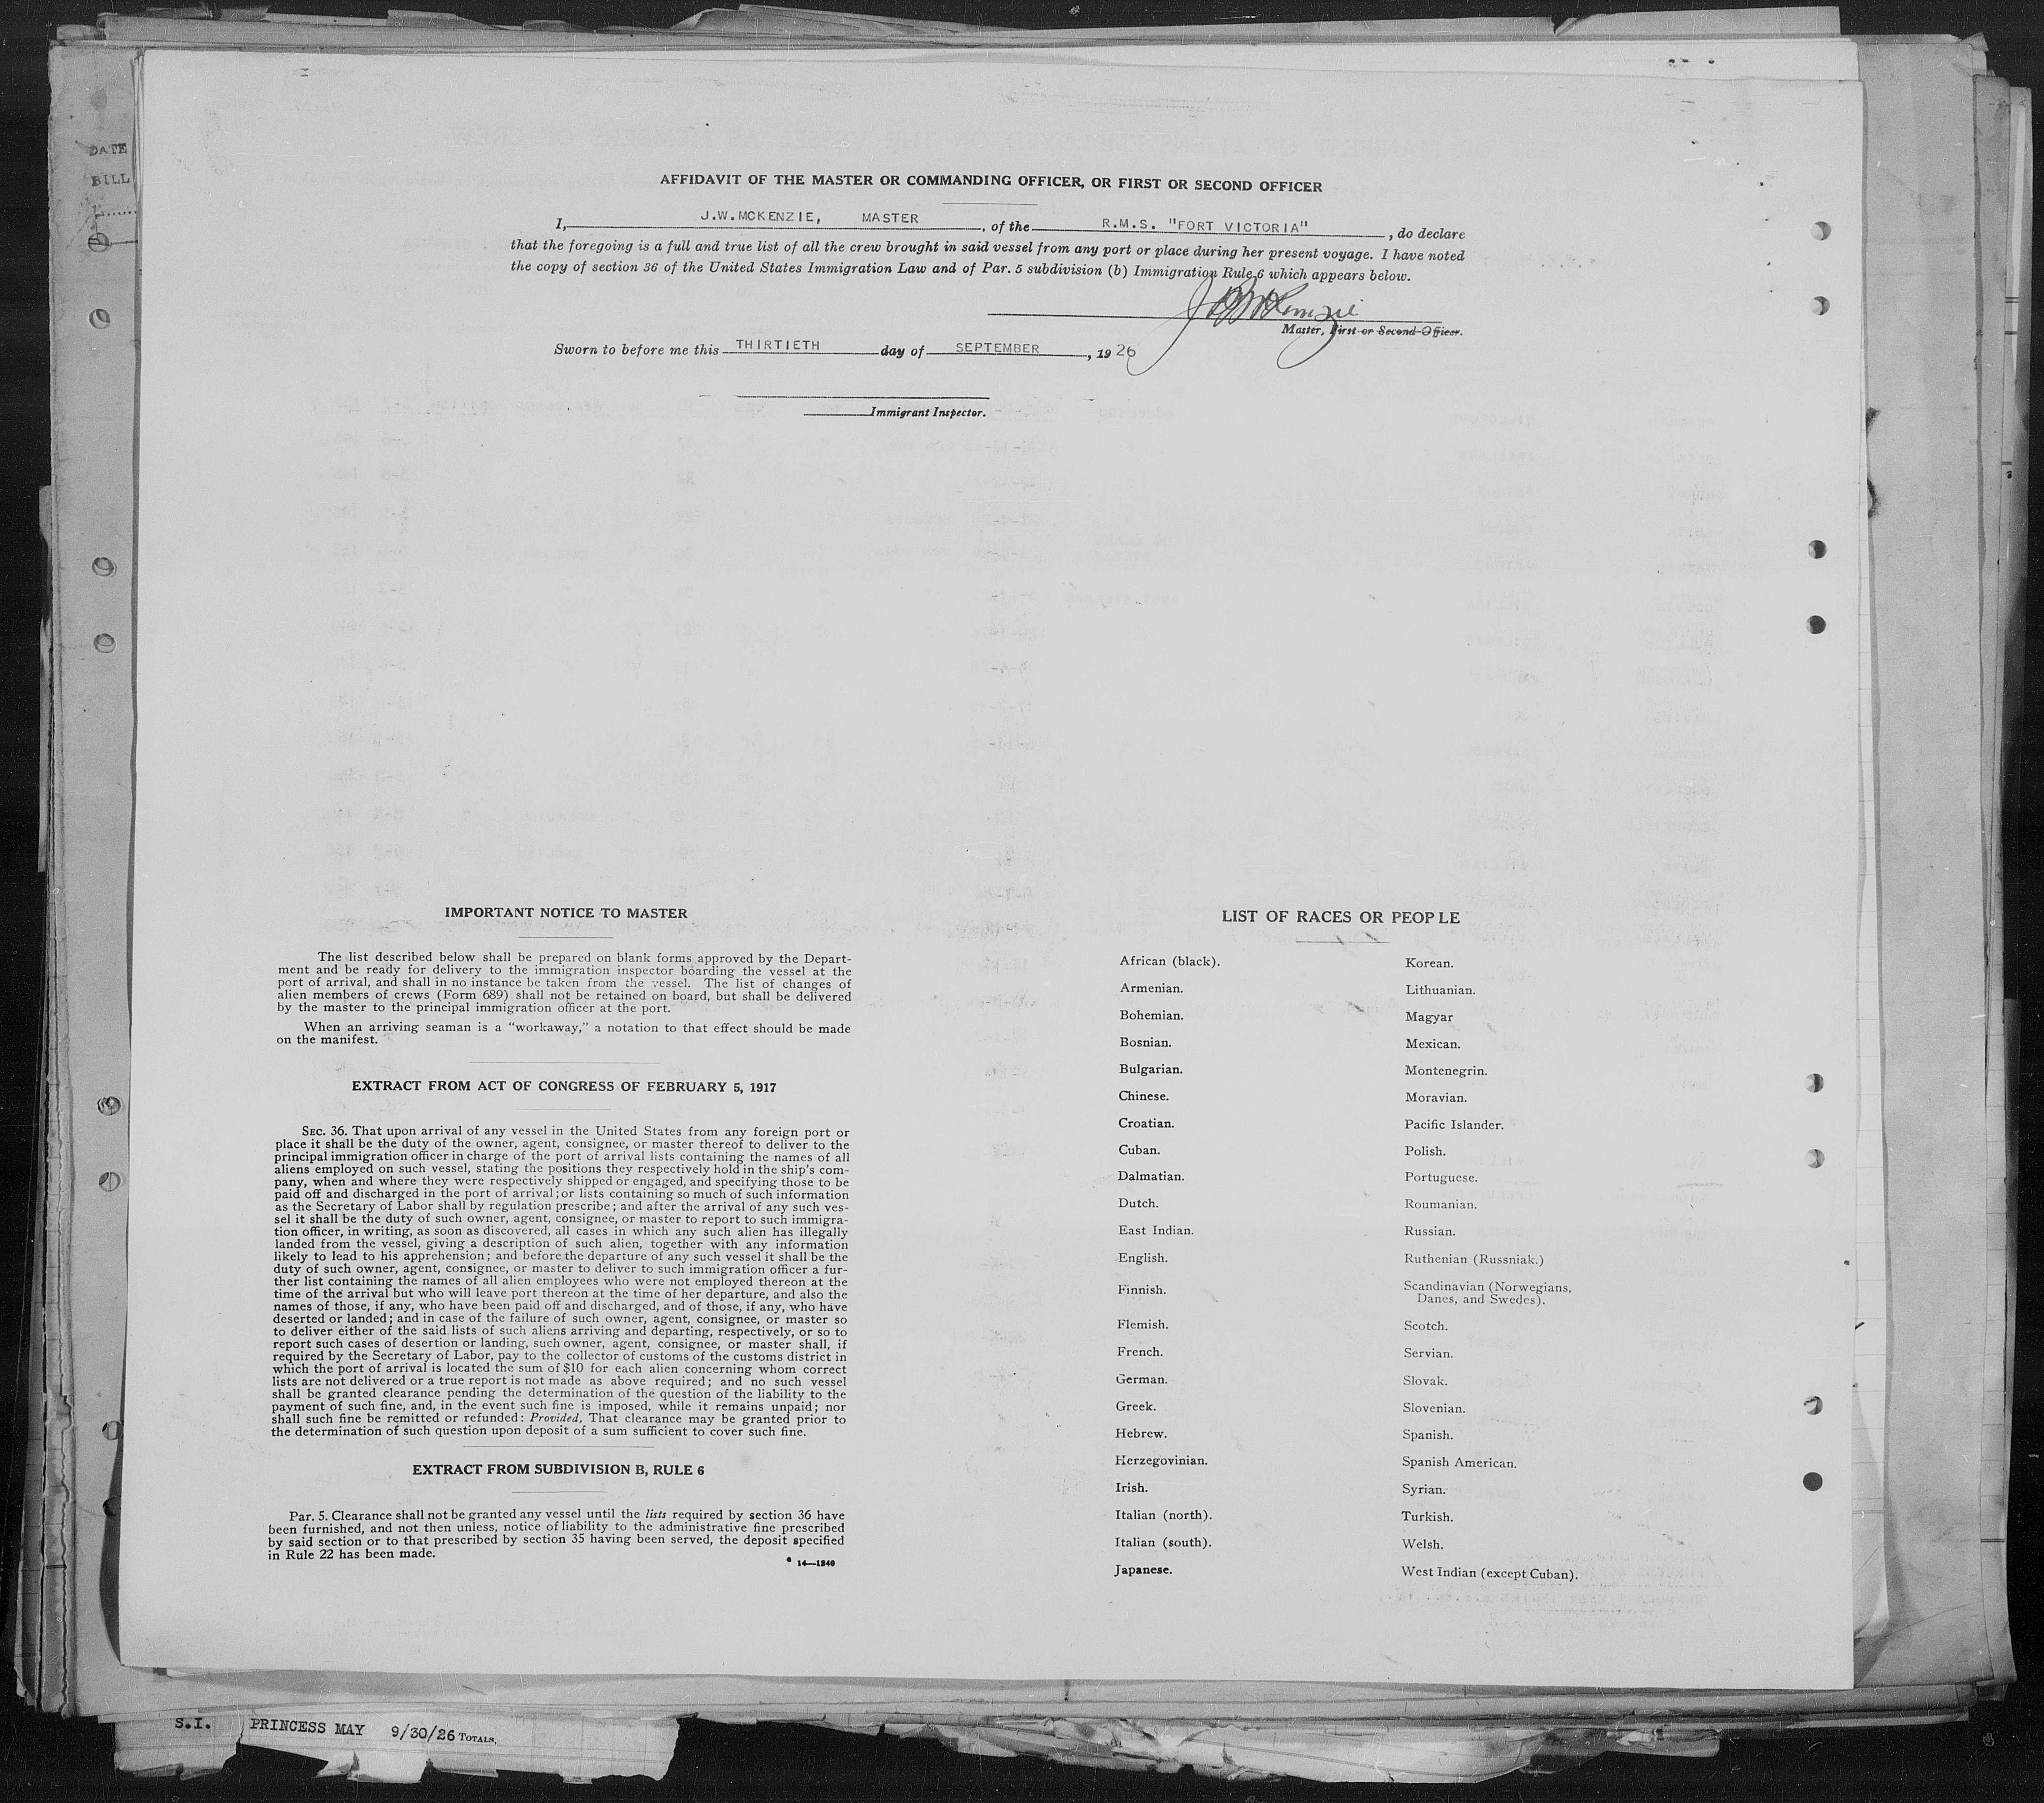 DATE
BILL
AFFIDAVIT OF THE MASTER OR COMMANDING OFFICER, OR FIRST OR SECOND OFFICER
I, J.W.MCKENZIE, MASTER, of the R.M.S. "FORT VICTORIA", do declare
that the foregoing is a full and true list of all the crew brought in said vessel from any port or place during her present voyage. I have noted
the copy of section 36 of the United States Immigration Law and of Par. 5 subdivision (b) Immigration Rule 6 which appears below.
Master, First or Second Officer.
Sworn to before me this THIRTIETH day of SEPTEMBER, 1926
Immigrant Inspector.
IMPORTANT NOTICE TO MASTER
The list described below shall be prepared on blank forms approved by the Depart-
ment and be ready for delivery to the immigration inspector boarding the vessel at the
port of arrival, and shall in no instance be taken from the vessel. The list of changes of
alien members of crews (Form 689) shall not be retained on board, but shall be delivered
by the master to the principal immigration officer at the port.
When an arriving seaman is a "workaway," a notation to that effect should be made
on the manifest.
EXTRACT FROM ACT OF CONGRESS OF FEBRUARY 5, 1917
SEC. 36. That upon arrival of any vessel in the United States from any foreign port or
place it shall be the duty of the owner, agent, consignee, or master thereof to deliver to the
principal immigration officer in charge of the port of arrival lists containing the names of all
aliens employed on such vessel, stating the positions they respectively hold in the ship's com-
pany, when and where they were respectively shipped or engaged, and specifying those to be
paid off and discharged in the port of arrival; or lists containing so much of such information
as the Secretary of Labor shall by regulation prescribe; and after the arrival of any such ves-
sel it shall be the duty of such owner, agent, consignee, or master to report to such immigra-
tion officer, in writing, as soon as discovered, all cases in which any such alien has illegally
landed from the vessel, giving a description of such alien, together with any information
likely to lead to his apprehension; and before the departure of any such vessel it shall be the
duty of such owner, agent, consignee, or master to deliver to such immigration officer a fur-
ther list containing the names of all alien employees who were not employed thereon at the
time of the arrival but who will leave port thereon at the time of her departure, and also the
names of those, if any, who have been paid off and discharged, and of those, if any, who have
deserted or landed; and in case of the failure of such owner, agent, consignee, or master so
to deliver either of the said lists of such aliens arriving and departing, respectively, or so to
report such cases of desertion or landing, such owner, agent, consignee, or master shall, if
required by the Secretary of Labor, pay to the collector of customs of the customs district in
which the port of arrival is located the sum of $10 for each alien concerning whom correct
lists are not delivered or a true report is not made as above required; and no such vessel
shall be granted clearance pending the determination of the question of the liability to the
payment of such fine, and, in the event such fine is imposed, while it remains unpaid; nor
shall such fine be remitted or refunded: Provided, That clearance may be granted prior to
the determination of such question upon deposit of a sum sufficient to cover such fine.
EXTRACT FROM SUBDIVISION B, RULE 6
Par. 5. Clearance shall not be granted any vessel until the lists required by section 36 have
been furnished, and not then unless, notice of liability to the administrative fine prescribed
by said section or to that prescribed by section 35 having been served, the deposit specified
in Rule 22 has been made.
14—1240
LIST OF RACES OR PEOPLE
African (black).
Armenian.
Bohemian.
Bosnian.
Bulgarian.
Chinese.
Croatian.
Cuban.
Dalmatian.
Dutch.
East Indian.
English.
Finnish.
Flemish.
French.
German.
Greek.
Hebrew.
Herzegovinian.
Irish.
Italian (north).
Italian (south).
Japanese.
Korean.
Lithuanian.
Magyar
Mexican.
Montenegrin.
Moravian.
Pacific Islander.
Polish.
Portuguese.
Roumanian.
Russian.
Ruthenian (Russniak.)
Scandinavian (Norwegians,
Danes, and Swedes).
Scotch.
Servian.
Slovak.
Slovenian.
Spanish.
Spanish American.
Syrian.
Turkish.
Welsh.
West Indian (except Cuban).
S.I. PRINCESS MAY 9/30/26 TOTALS,